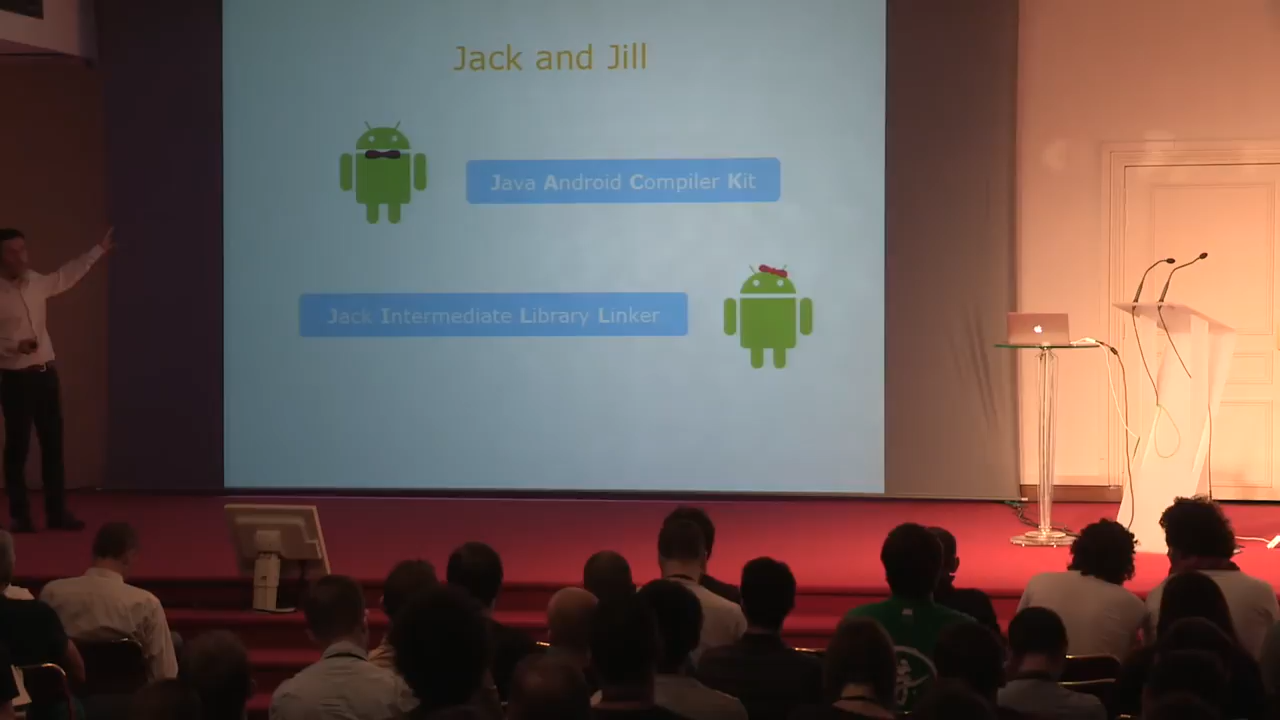 Jack and Jill
Java Android Compiler Kit
Jack Intermediate Library Linker